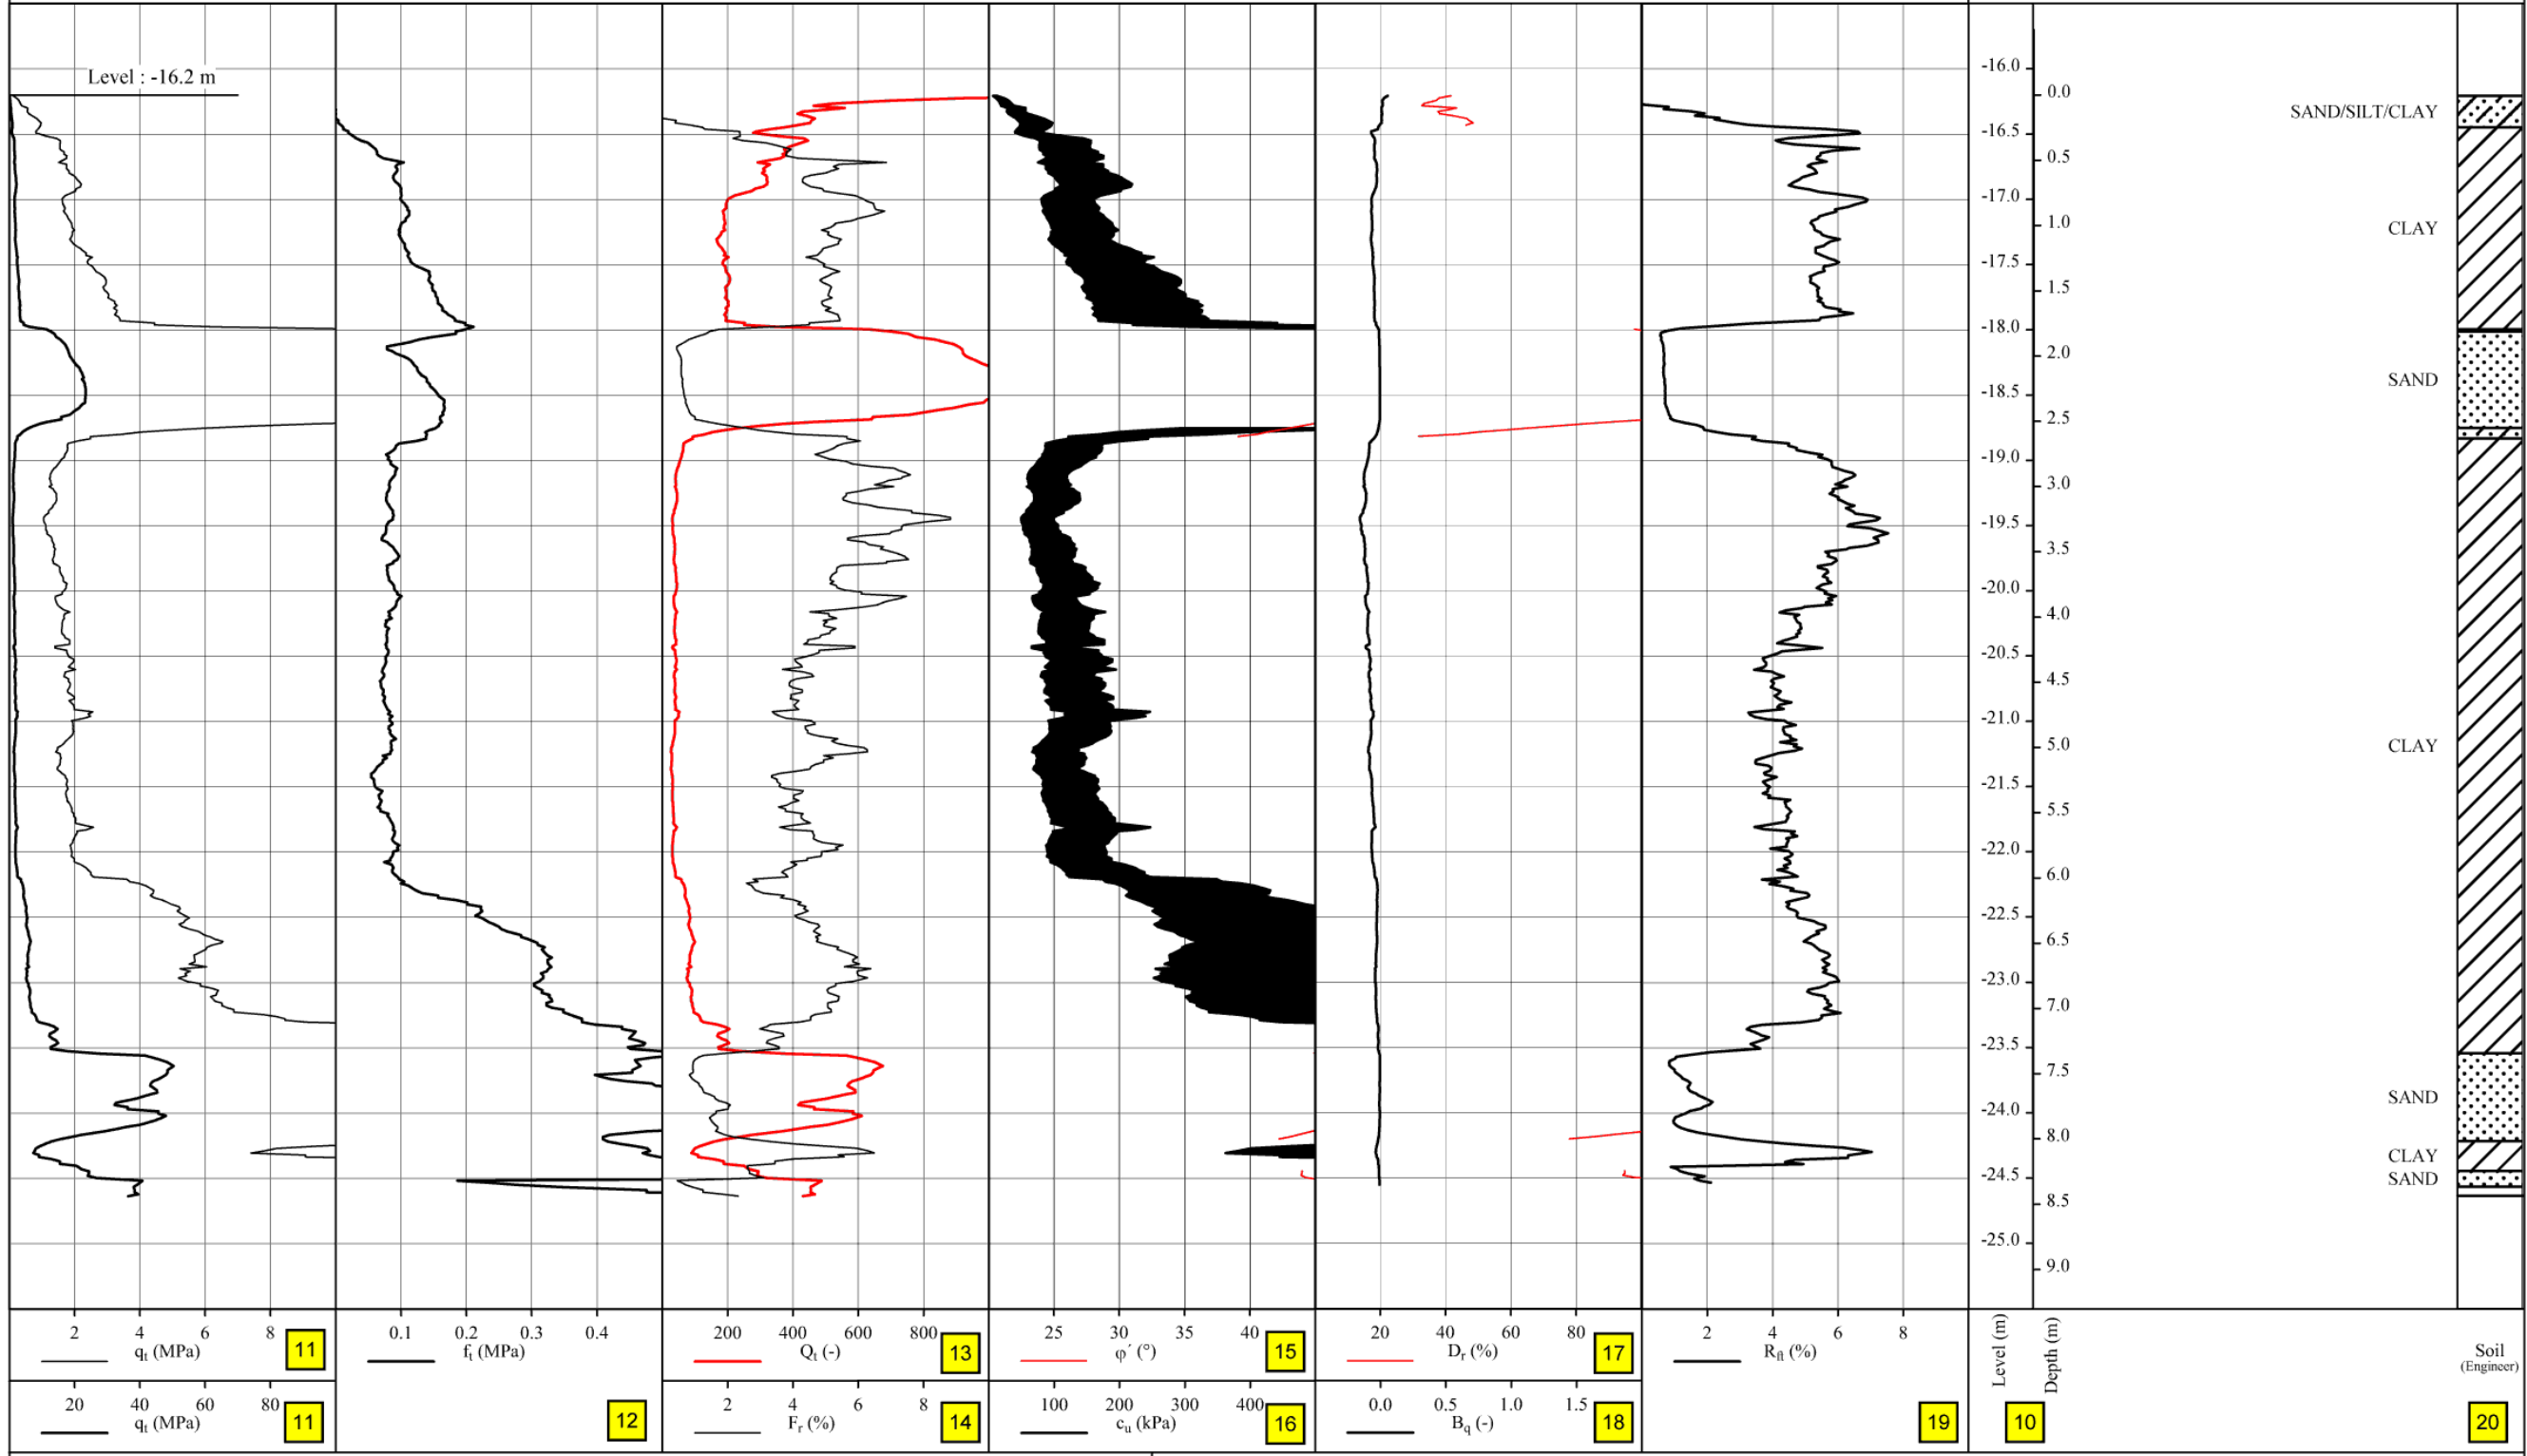 Level : -16.2 m
-16.0
0.0
SAND/SILT/CLAY
-16.5
0.5
-17.0
1.0
CLAY
-17.5
1.5
-18.0
2.0
SAND
-18.5
2.5
-19.0
3.0
-19.5
3.5
-20.0
4.0
-20.5
4.5
-21.0
5.0
CLAY
-21.5
5.5
-22.0
6.0
-22.5
6.5
-23.0
7.0
-23.5
7.5
SAND
-24.0
8.0
CLAY
-24.5
SAND
8.5
-25.0
9.0
2 4 6 8
qt (MPa)
11
20 40 60 80
qt (MPa)
11
0.1 0.2 0.3 0.4
ft (MPa)
12
200 400 600 800
Qt (-)
13
2 4 6 8
Fr (%)
14
25 30 35 40
φ´ (°)
15
100 200 300 400
cu (kPa)
16
20 40 60 80
Dr (%)
17
0.0 0.5 1.0 1.5
Bq (-)
18
2 4 6 8
Rft (%)
19
Level (m)
Depth (m)
10
Soil
(Engineer)
20